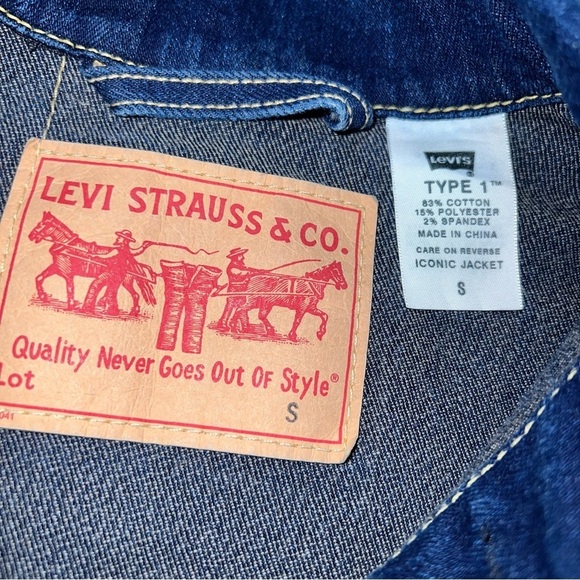 LEVI STRAUSS & CO.
Quality Never Goes Out Of Style®
Lot
041
S
Levi's
®
TYPE 1™
83% COTTON
15% POLYESTER
2% SPANDEX
MADE IN CHINA
CARE ON REVERSE
ICONIC JACKET
S